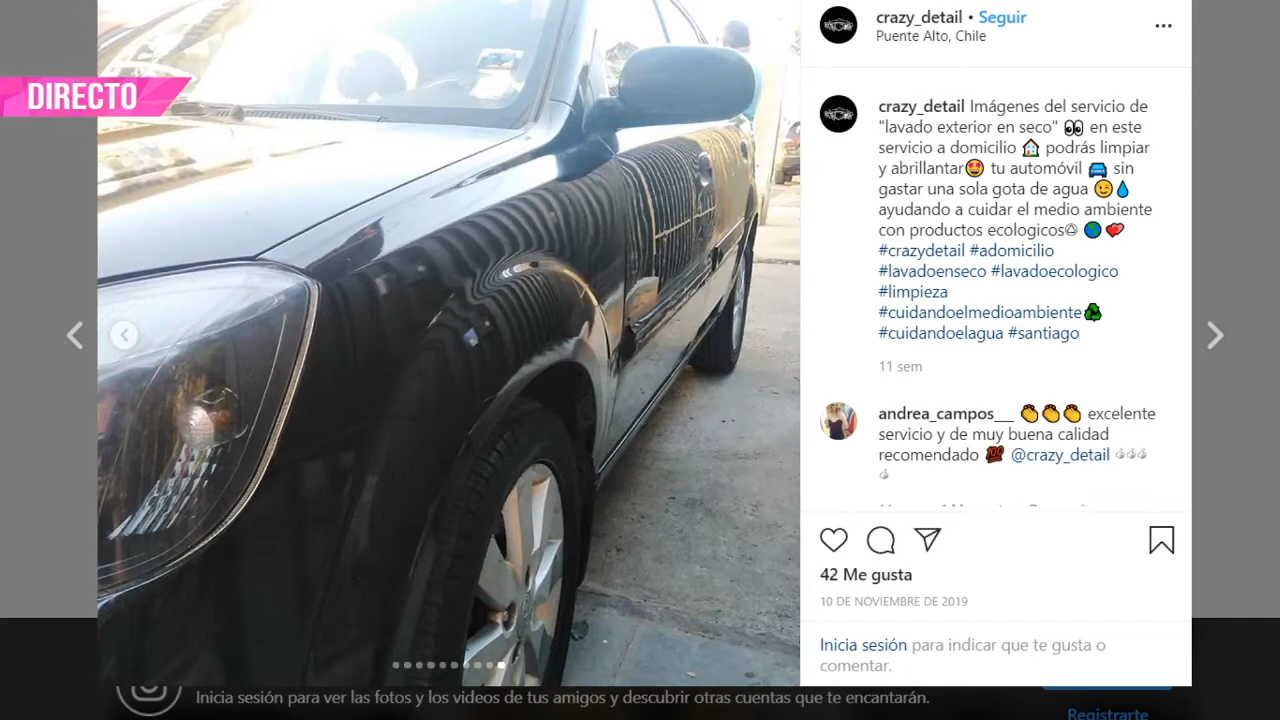 DIRECTO
crazy_detail • Seguir
Puente Alto, Chile
crazy_detail Imágenes del servicio de
"lavado exterior en seco" 👀 en este
servicio a domicilio 🏠 podrás limpiar
y abrillantar🤩 tu automóvil 🚘 sin
gastar una sola gota de agua 😉💧
ayudando a cuidar el medio ambiente
con productos ecologicos♺ 🌎❤️
#crazydetail #adomicilio
#lavadoenseco #lavadoecologico
#limpieza
#cuidandoelmedioambiente♻
#cuidandoelagua #santiago
11 sem
andrea_campos___ 👏👏👏 excelente
servicio y de muy buena calidad
recomendado 💯 @crazy_detail 👍👍👍
👍
42 Me gusta
10 DE NOVIEMBRE DE 2019
Inicia sesión para indicar que te gusta o
comentar.
Inicia sesión para ver las fotos y los videos de tus amigos y descubrir otras cuentas que te encantarán.
Registrarte